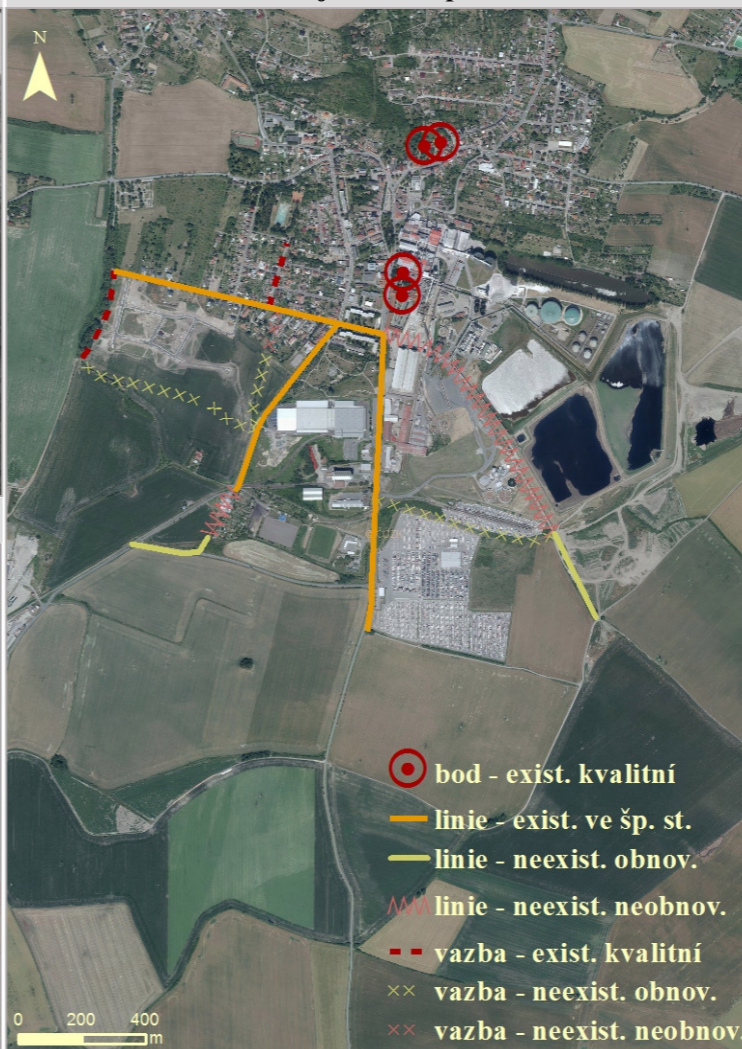 N
bod - exist. kvalitní
linie - exist. ve šp. st.
linie - neexist. obnov.
linie - neexist. neobnov.
vazba - exist. kvalitní
vazba - neexist. obnov.
vazba - neexist. neobnov.
0 200 400
m